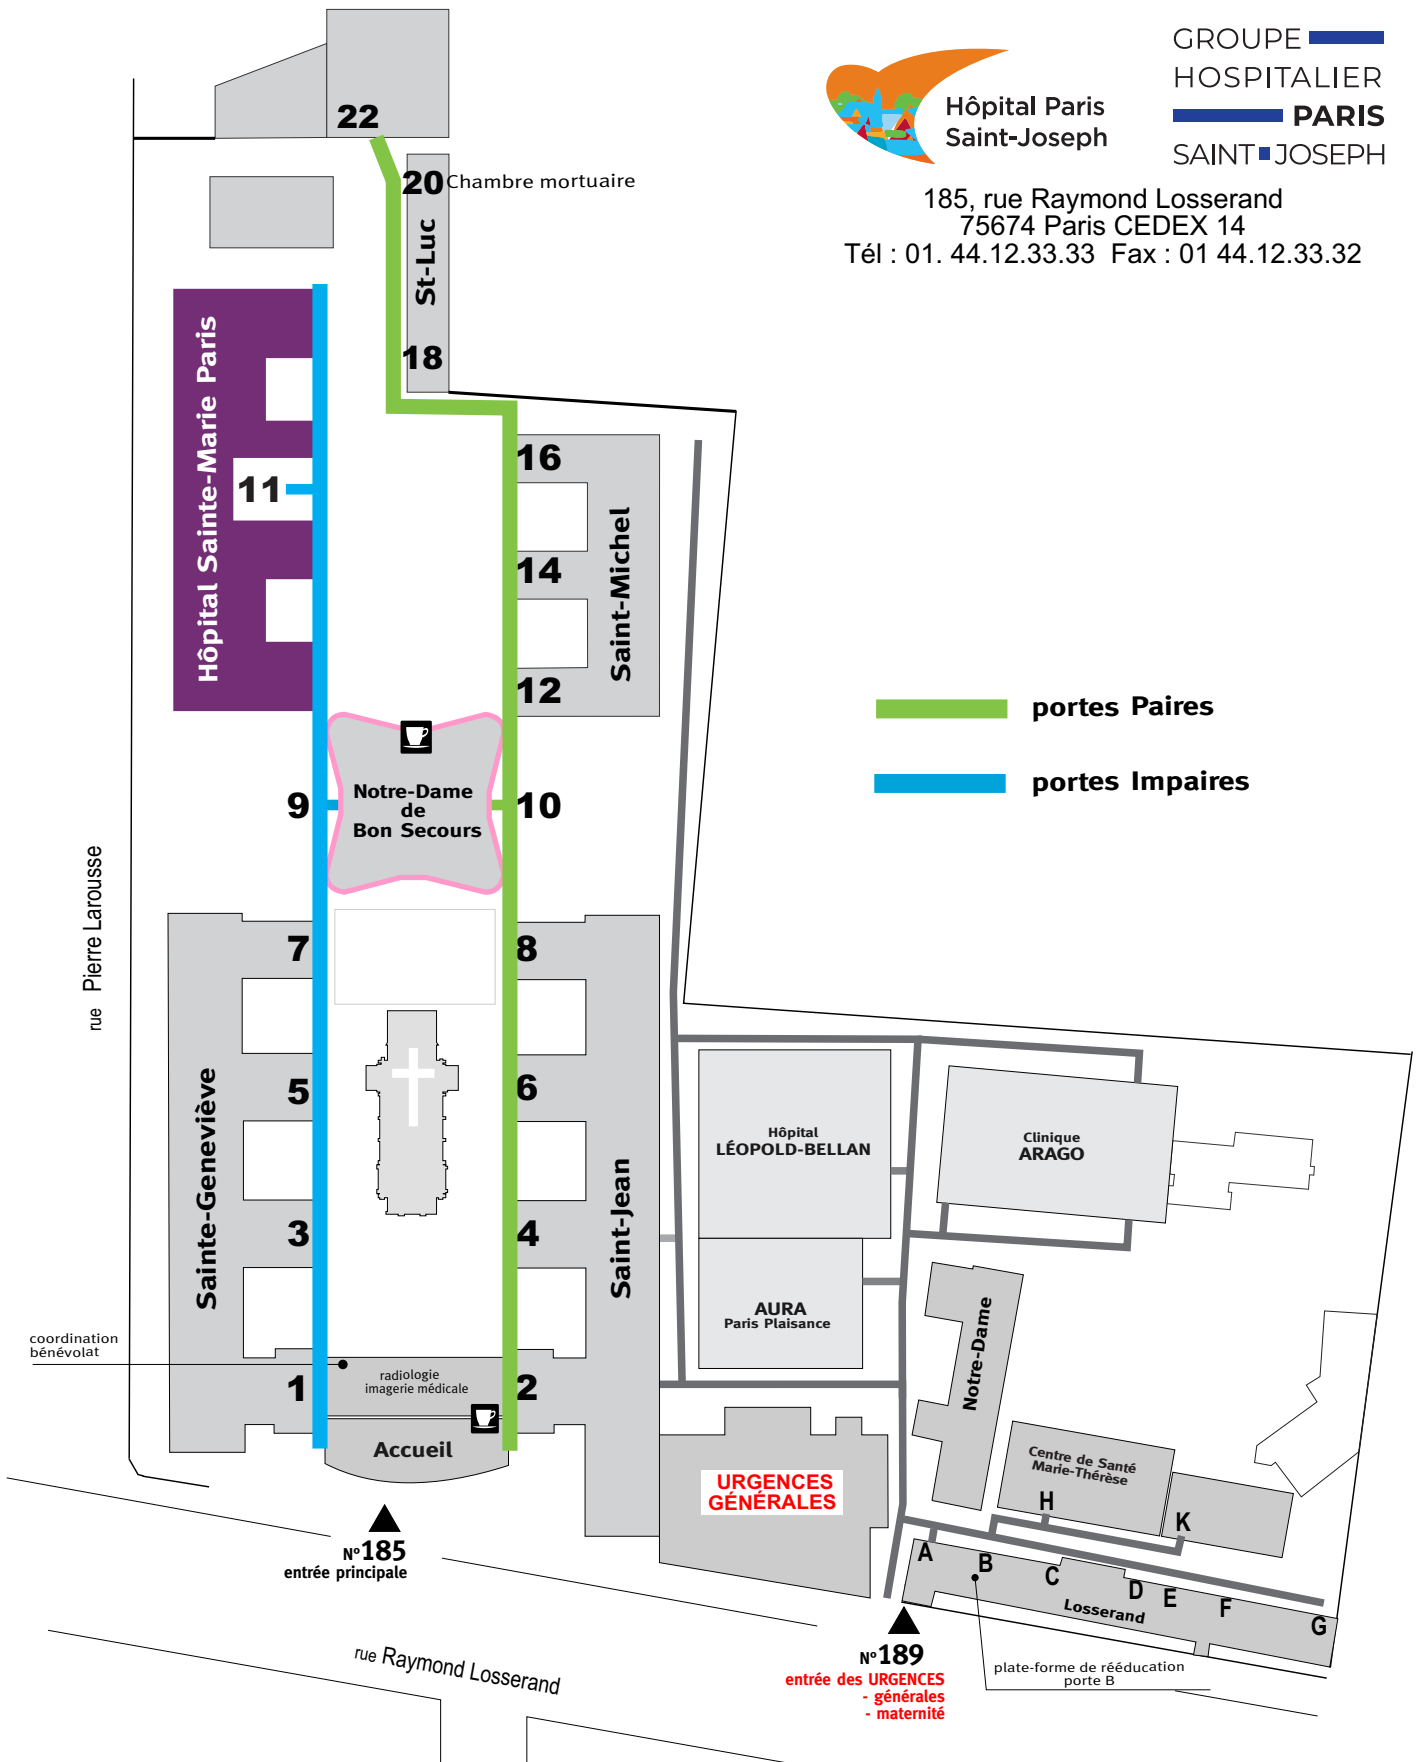 GROUPE
HOSPITALIER
PARIS
SAINT JOSEPH
Hôpital Paris
Saint-Joseph
185, rue Raymond Losserand
75674 Paris CEDEX 14
Tél : 01. 44.12.33.33 Fax : 01 44.12.33.32
22
20 Chambre mortuaire
St-Luc
18
Hôpital Sainte-Marie Paris
11
16
14
12
Saint-Michel
portes Paires
portes Impaires
9
Notre-Dame
de
Bon Secours
10
rue Pierre Larousse
7
8
5
6
3
4
Sainte-Geneviève
Saint-Jean
Hôpital
LÉOPOLD-BELLAN
Clinique
ARAGO
AURA
Paris Plaisance
Notre-Dame
coordination
bénévolat
1
radiologie
imagerie médicale
2
Accueil
URGENCES
GÉNÉRALES
Centre de Santé
Marie-Thérèse
H
K
A
B
C
D
E
F
G
Losserand
N°185
entrée principale
N°189
entrée des URGENCES
- générales
- maternité
plate-forme de rééducation
porte B
rue Raymond Losserand